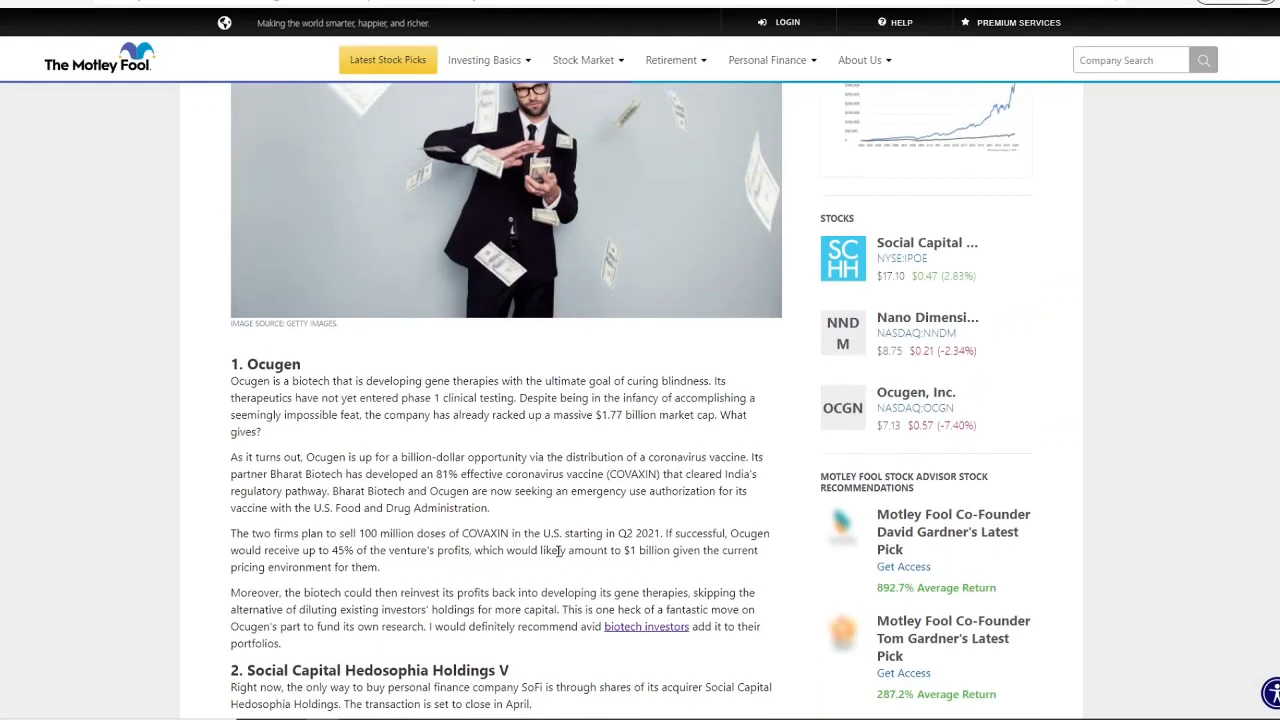 Making the world smarter, happier, and richer.
LOGIN
HELP
PREMIUM SERVICES
The Motley Fool.
Latest Stock Picks
Investing Basics
Stock Market
Retirement
Personal Finance
About Us
Company Search
IMAGE SOURCE: GETTY IMAGES.
1. Ocugen
Ocugen is a biotech that is developing gene therapies with the ultimate goal of curing blindness. Its
therapeutics have not yet entered phase 1 clinical testing. Despite being in the infancy of accomplishing a
seemingly impossible feat, the company has already racked up a massive $1.77 billion market cap. What
gives?
As it turns out, Ocugen is up for a billion-dollar opportunity via the distribution of a coronavirus vaccine. Its
partner Bharat Biotech has developed an 81% effective coronavirus vaccine (COVAXIN) that cleared India's
regulatory pathway. Bharat Biotech and Ocugen are now seeking an emergency use authorization for its
vaccine with the U.S. Food and Drug Administration.
The two firms plan to sell 100 million doses of COVAXIN in the U.S. starting in Q2 2021. If successful, Ocugen
would receive up to 45% of the venture's profits, which would likely amount to $1 billion given the current
pricing environment for them.
Moreover, the biotech could then reinvest its profits back into developing its gene therapies, skipping the
alternative of diluting existing investors' holdings for more capital. This is one heck of a fantastic move on
Ocugen's part to fund its own research. I would definitely recommend avid biotech investors add it to their
portfolios.
2. Social Capital Hedosophia Holdings V
Right now, the only way to buy personal finance company SoFi is through shares of its acquirer Social Capital
Hedosophia Holdings. The transaction is set to close in April.
STOCKS
SC
HH
Social Capital ...
NYSE:IPOE
$17.10 $0.47 (2.83%)
NND
M
Nano Dimensi...
NASDAQ:NNDM
$8.75 $0.21 (-2.34%)
OCGN
Ocugen, Inc.
NASDAQ:OCGN
$7.13 $0.57 (-7.40%)
MOTLEY FOOL STOCK ADVISOR STOCK
RECOMMENDATIONS
Motley Fool Co-Founder
David Gardner's Latest
Pick
Get Access
892.7% Average Return
Motley Fool Co-Founder
Tom Gardner's Latest
Pick
Get Access
287.2% Average Return